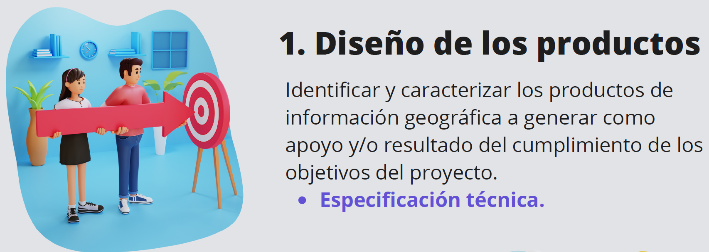 1. Diseño de los productos
Identificar y caracterizar los productos de
información geográfica a generar como
apoyo y/o resultado del cumplimiento de los
objetivos del proyecto.
• Especificación técnica.